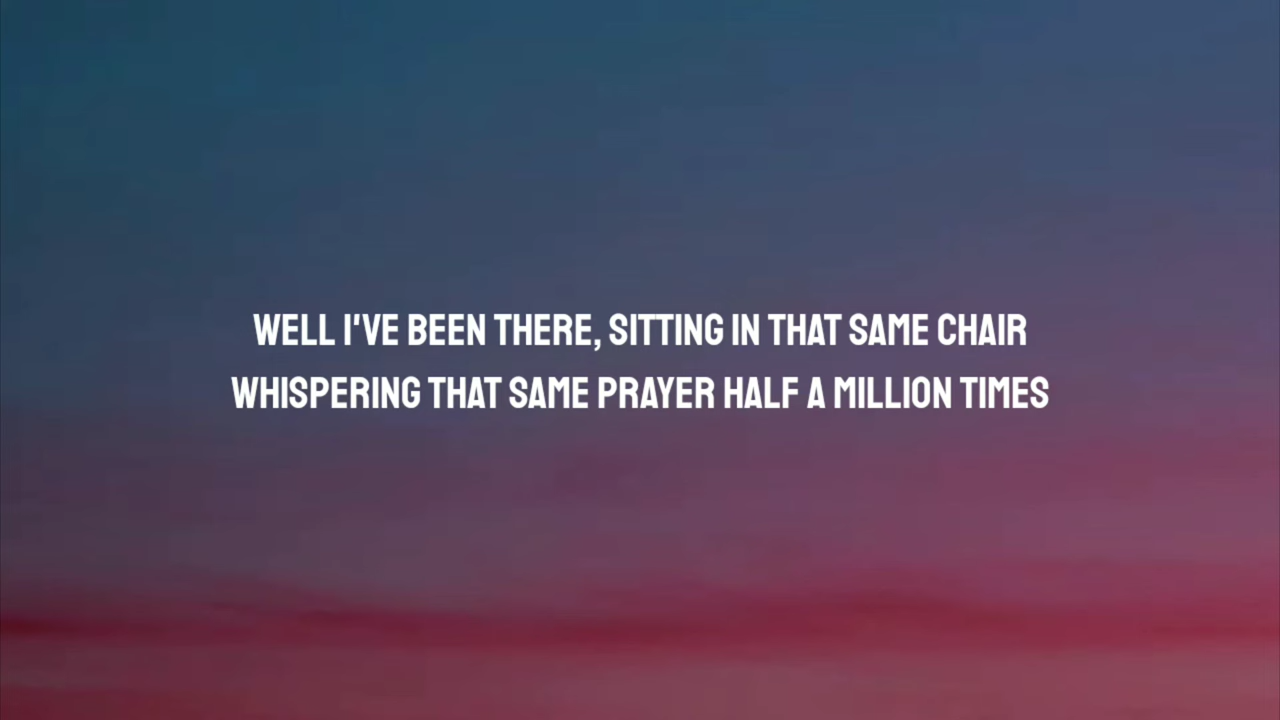 WELL I'VE BEEN THERE, SITTING IN THAT SAME CHAIR
WHISPERING THAT SAME PRAYER HALF A MILLION TIMES